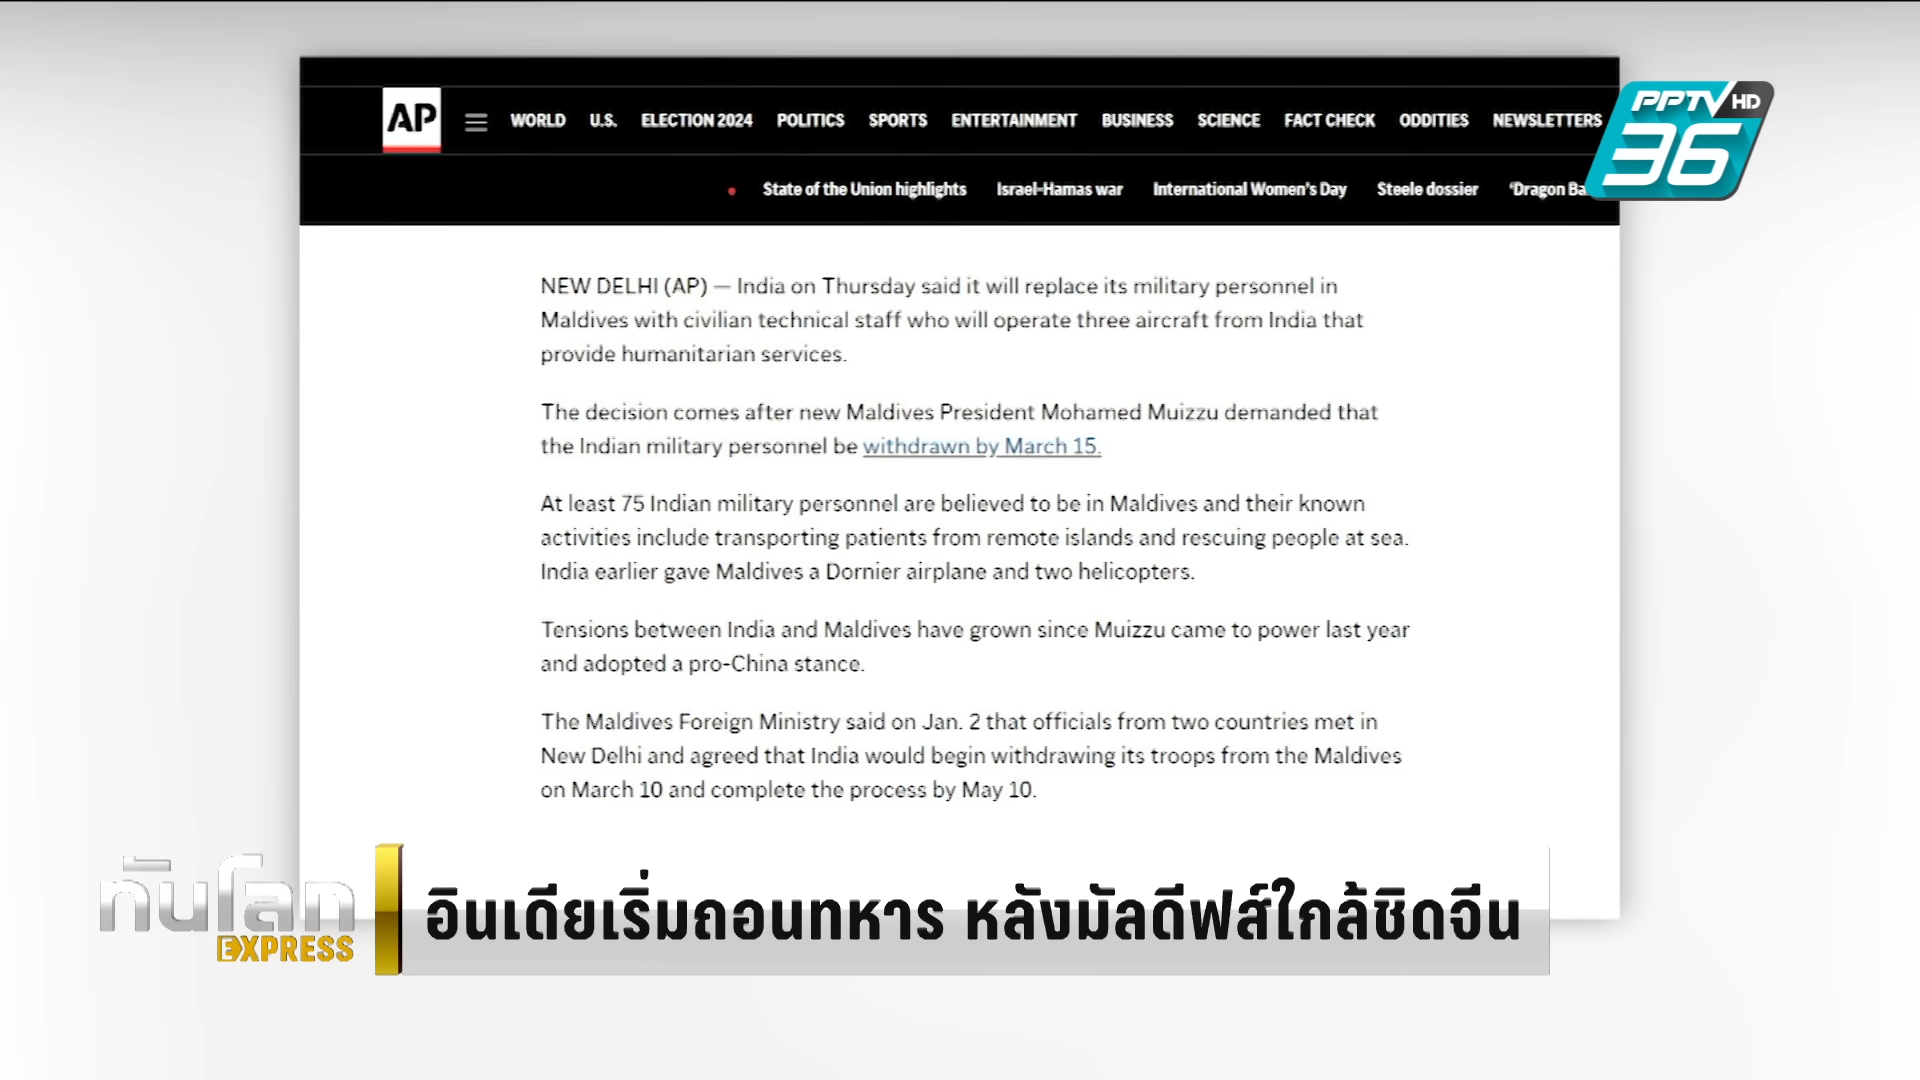 AP
WORLD U.S. ELECTION 2024 POLITICS SPORTS ENTERTAINMENT BUSINESS SCIENCE FACT CHECK ODDITIES NEWSLETTERS
PPTV HD
36
State of the Union highlights Israel-Hamas war International Women's Day Steele dossier 'Dragon Ba
NEW DELHI (AP) — India on Thursday said it will replace its military personnel in
Maldives with civilian technical staff who will operate three aircraft from India that
provide humanitarian services.
The decision comes after new Maldives President Mohamed Muizzu demanded that
the Indian military personnel be withdrawn by March 15.
At least 75 Indian military personnel are believed to be in Maldives and their known
activities include transporting patients from remote islands and rescuing people at sea.
India earlier gave Maldives a Dornier airplane and two helicopters.
Tensions between India and Maldives have grown since Muizzu came to power last year
and adopted a pro-China stance.
The Maldives Foreign Ministry said on Jan. 2 that officials from two countries met in
New Delhi and agreed that India would begin withdrawing its troops from the Maldives
on March 10 and complete the process by May 10.
ทันโลก
EXPRESS
อินเดียเริ่มถอนทหาร หลังมัลดีฟส์ใกล้ชิดจีน